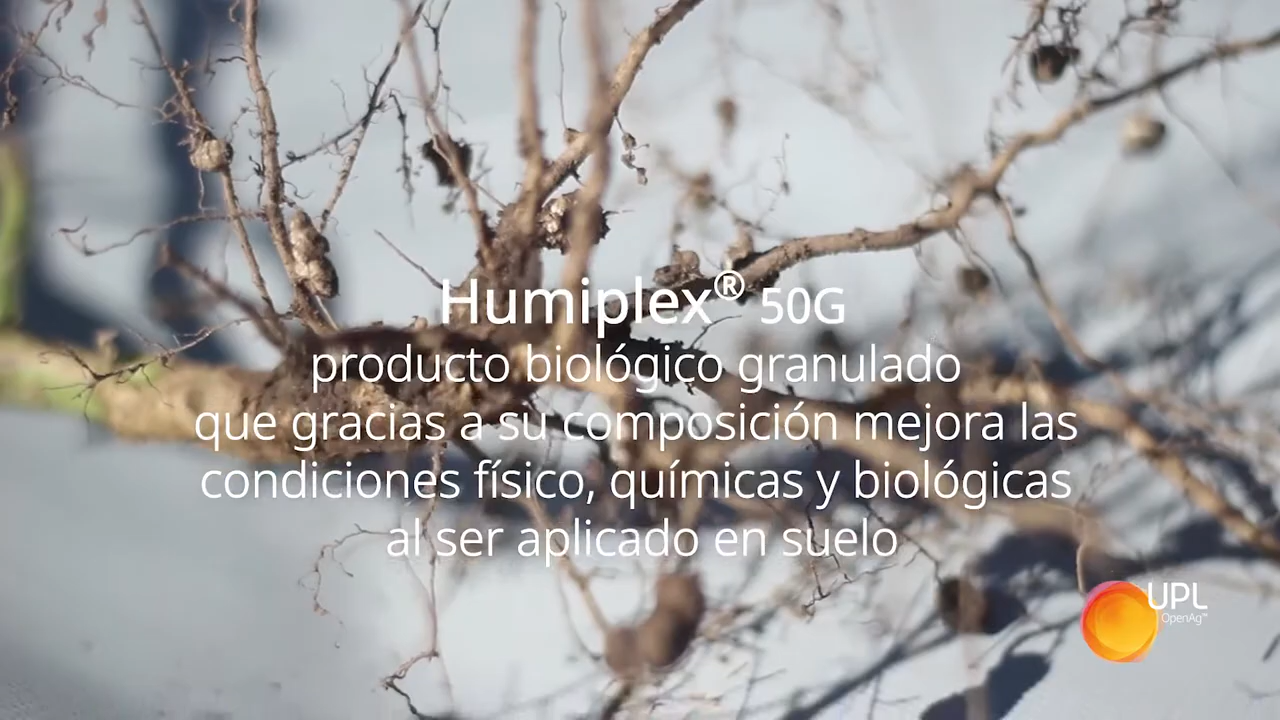 Humiplex® 50G
producto biológico granulado
que gracias a su composición mejora las
condiciones físico, químicas y biológicas
al ser aplicado en suelo
UPL
OpenAg™